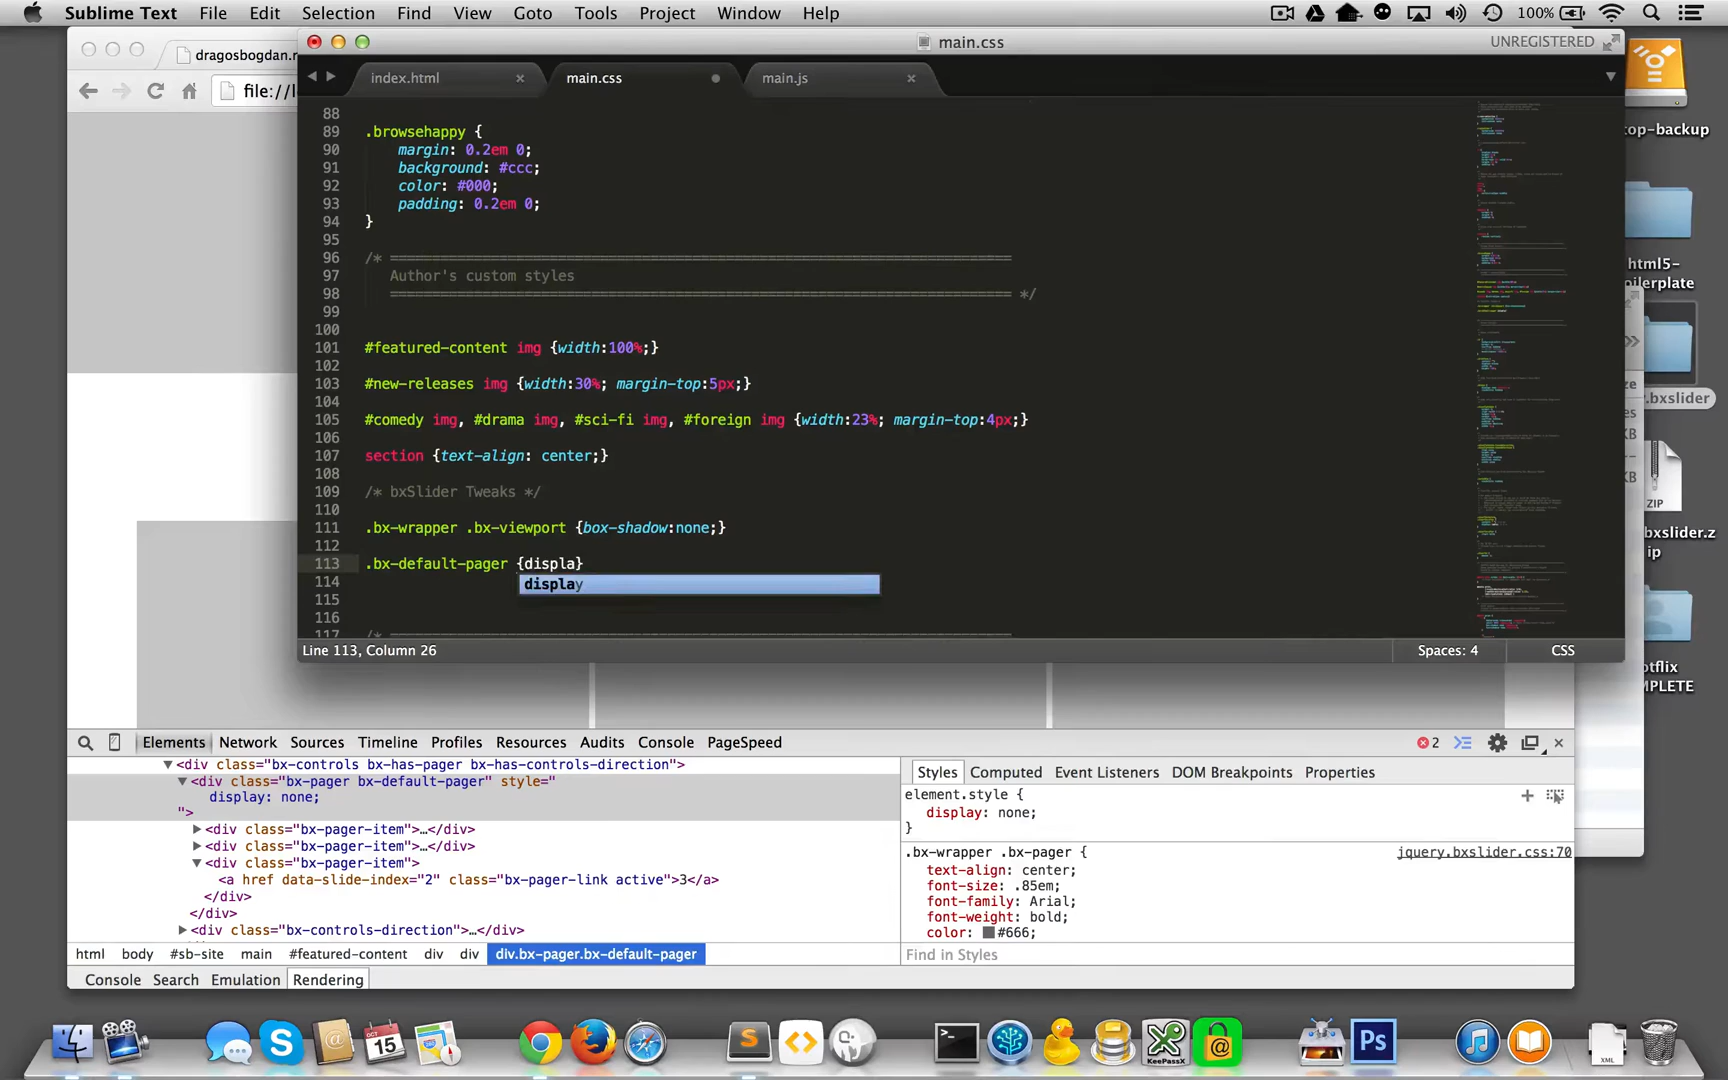 Sublime Text File Edit Selection Find View Goto Tools Project Window Help 100%
main.css UNREGISTERED
dragosbogdan.r
index.html × main.css main.js ×
file://l
88
89 .browsehappy {
90 margin: 0.2em 0;
91 background: #ccc;
92 color: #000;
93 padding: 0.2em 0;
94 }
95
96 /* ==========================================================================
97 Author's custom styles
98 ========================================================================== */
99
100
101 #featured-content img {width:100%;}
102
103 #new-releases img {width:30%; margin-top:5px;}
104
105 #comedy img, #drama img, #sci-fi img, #foreign img {width:23%; margin-top:4px;}
106
107 section {text-align: center;}
108
109 /* bxSlider Tweaks */
110
111 .bx-wrapper .bx-viewport {box-shadow:none;}
112
113 .bx-default-pager {displa}
display
114
115
116
117 /* ==========================================================================
Line 113, Column 26 Spaces: 4 CSS
top-backup
html5-
oilerplate
.bxslider
ZIP
bxslider.z
ip
otflix
MPLETE
Elements Network Sources Timeline Profiles Resources Audits Console PageSpeed 2
<div class="bx-controls bx-has-pager bx-has-controls-direction">
<div class="bx-pager bx-default-pager" style="
display: none;
">
<div class="bx-pager-item">…</div>
<div class="bx-pager-item">…</div>
<div class="bx-pager-item">
<a href data-slide-index="2" class="bx-pager-link active">3</a>
</div>
</div>
<div class="bx-controls-direction">…</div>
html body #sb-site main #featured-content div div div.bx-pager.bx-default-pager
Console Search Emulation Rendering
Styles Computed Event Listeners DOM Breakpoints Properties
element.style {
display: none;
}
.bx-wrapper .bx-pager { jquery.bxslider.css:70
text-align: center;
font-size: .85em;
font-family: Arial;
font-weight: bold;
color: #666;
Find in Styles
OCT
15
KeePassX
Ps
XML